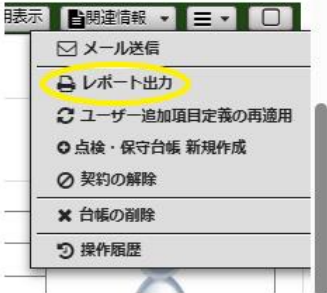 用表示 関連情報
メール送信
レポート出力
ユーザー追加項目定義の再適用
点検・保守台帳 新規作成
契約の解除
台帳の削除
操作履歴